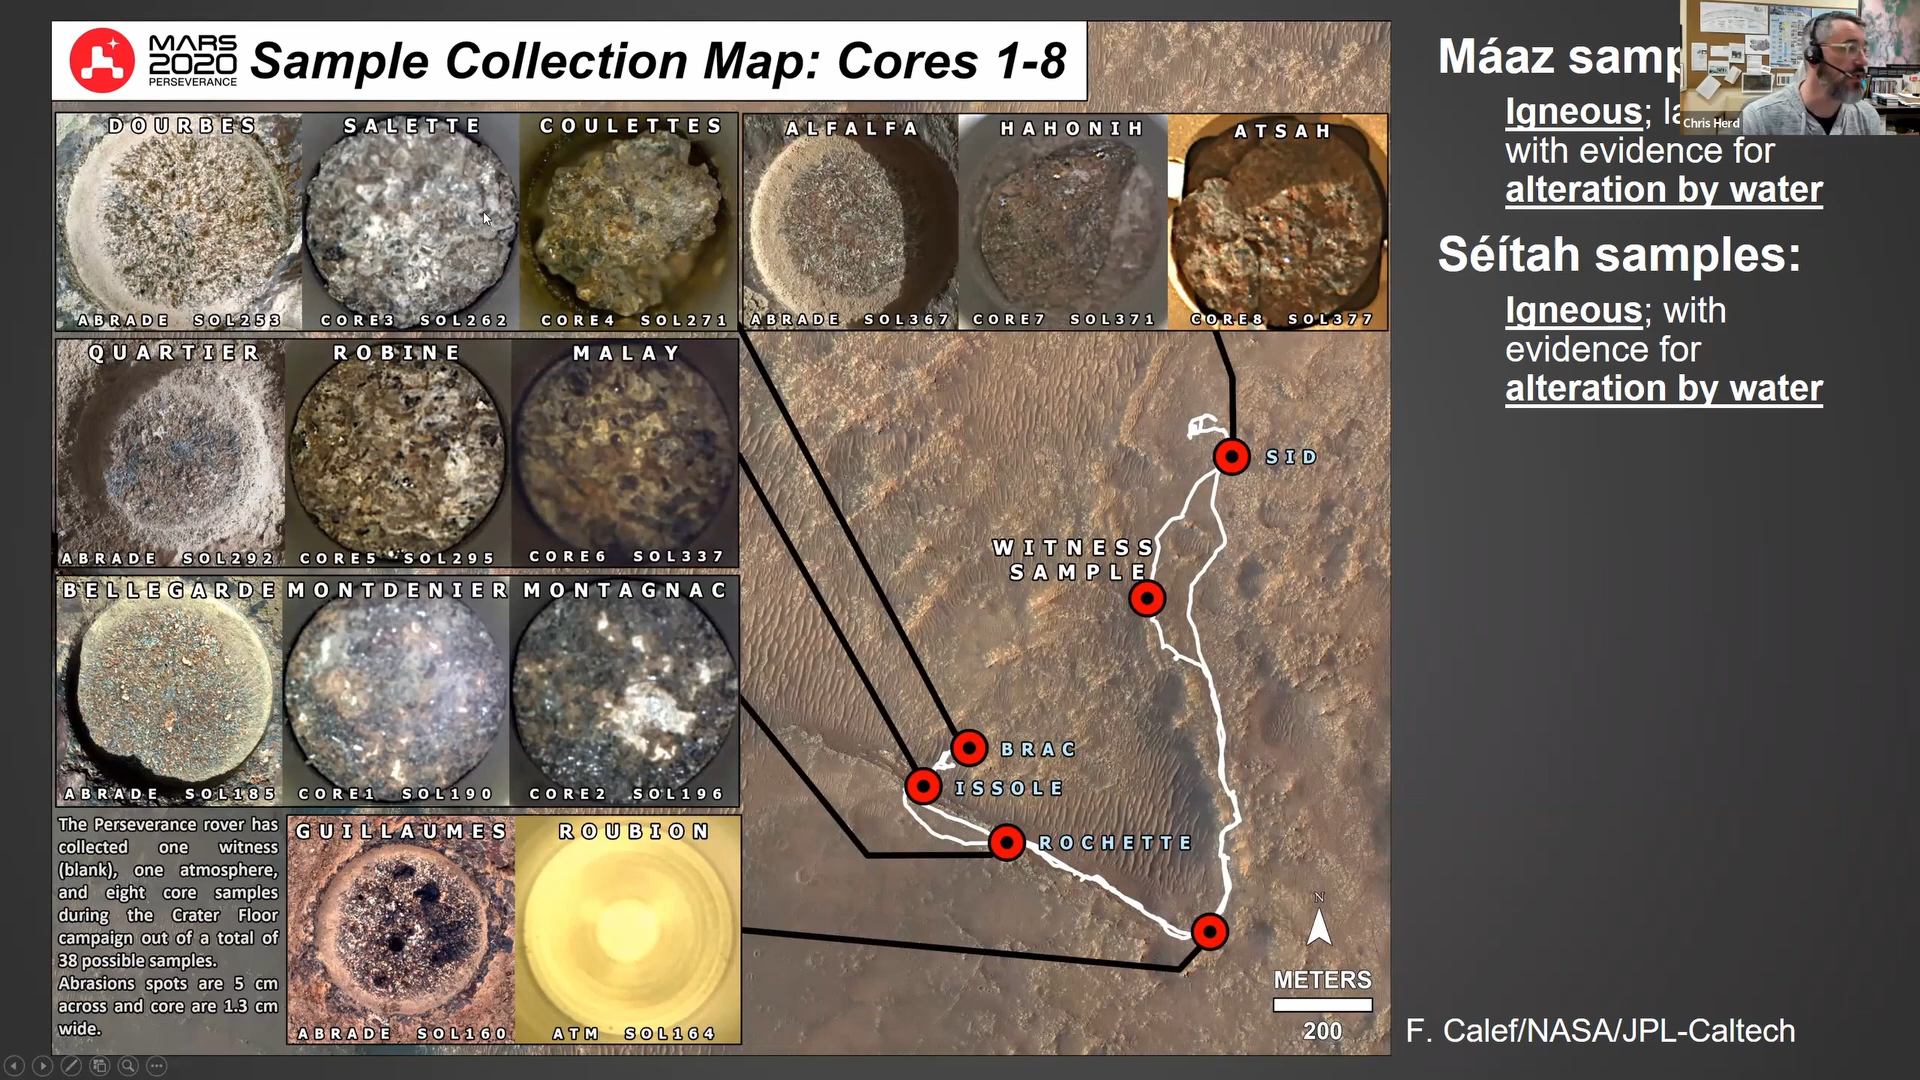 MARS
2020
PERSEVERANCE
Sample Collection Map: Cores 1-8
DOURBES
ABRADE SOL253
SALETTE
CORE3 SOL262
COULETTES
CORE4 SOL271
ALFALFA
ABRADE SOL367
HAHONIH
CORE7 SOL371
ATSAH
CORE8 SOL377
QUARTIER
ABRADE SOL292
ROBINE
CORE5 SOL295
MALAY
CORE6 SOL337
BELLEGARDE
ABRADE SOL185
MONTDENIER
CORE1 SOL190
MONTAGNAC
CORE2 SOL196
The Perseverance rover has
collected one witness
(blank), one atmosphere,
and eight core samples
during the Crater Floor
campaign out of a total of
38 possible samples.
Abrasions spots are 5 cm
across and core are 1.3 cm
wide.
GUILLAUMES
ABRADE SOL160
ROUBION
ATM SOL164
SID
WITNESS
SAMPLE
BRAC
ISSOLE
ROCHETTE
N
METERS
200
Máaz
Igneous;
with evidence for
alteration by water
Séítah samples:
Igneous; with
evidence for
alteration by water
Chris Herd
F. Calef/NASA/JPL-Caltech